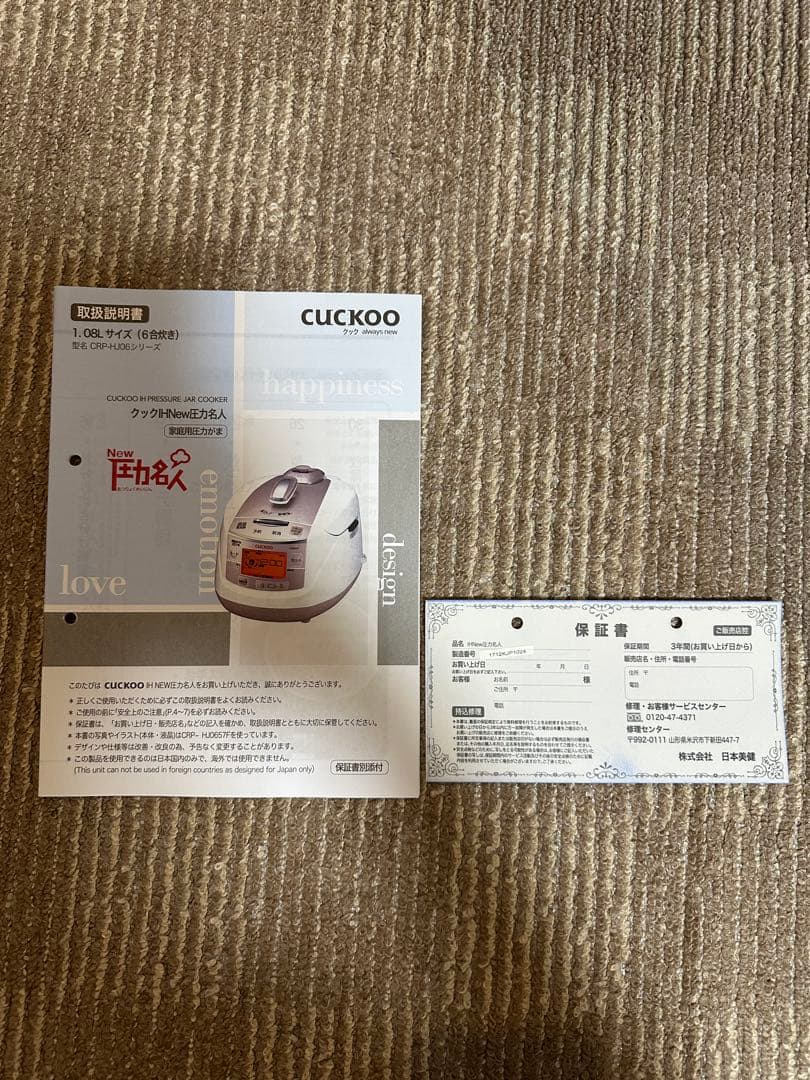 取扱説明書
1.08Lサイズ(6合炊き)
型名 CRP-HJ06シリーズ
CUCKOO
クック always new
happiness
CUCKOO IH PRESSURE JAR COOKER
クックIHNew圧力名人
家庭用圧力がま
New
圧力名人
emotion
love
design
CUCKOO
このたびは CUCKOO IH NEW圧力名人をお買い上げいただき、誠にありがとうございます。
* 正しくご使用いただくために必ずこの取扱説明書をよくお読みください。
* ご使用の前に「安全上のご注意」(P.4~7)を必ずお読みください。
* 保証書は、「お買い上げ日・販売店名」などの記入を確かめ、取扱説明書とともに大切に保管してください。
* 本書の写真やイラスト(本体・液晶)はCRP- HJ0657Fを使っています。
* デザインや仕様等は改善・改良の為、予告なく変更することがあります。
* この製品を使用できるのは日本国内のみで、海外では使用できません。
(This unit can not be used in foreign countries as designed for Japan only)
保証書別添付
保証書
ご販売店控
品名 IHNew圧力名人
製造番号
お買い上げ日 年 月 日
お客様 お名前 様
ご住所 〒
電話
持込修理
保証期間 3年間(お買い上げ日から)
販売店名・住所・電話番号
住所 〒
電話
修理・お客様サービスセンター
0120-47-4371
修理センター
〒992-0111 山形県米沢市下新田447-7
株式会社 日本美健